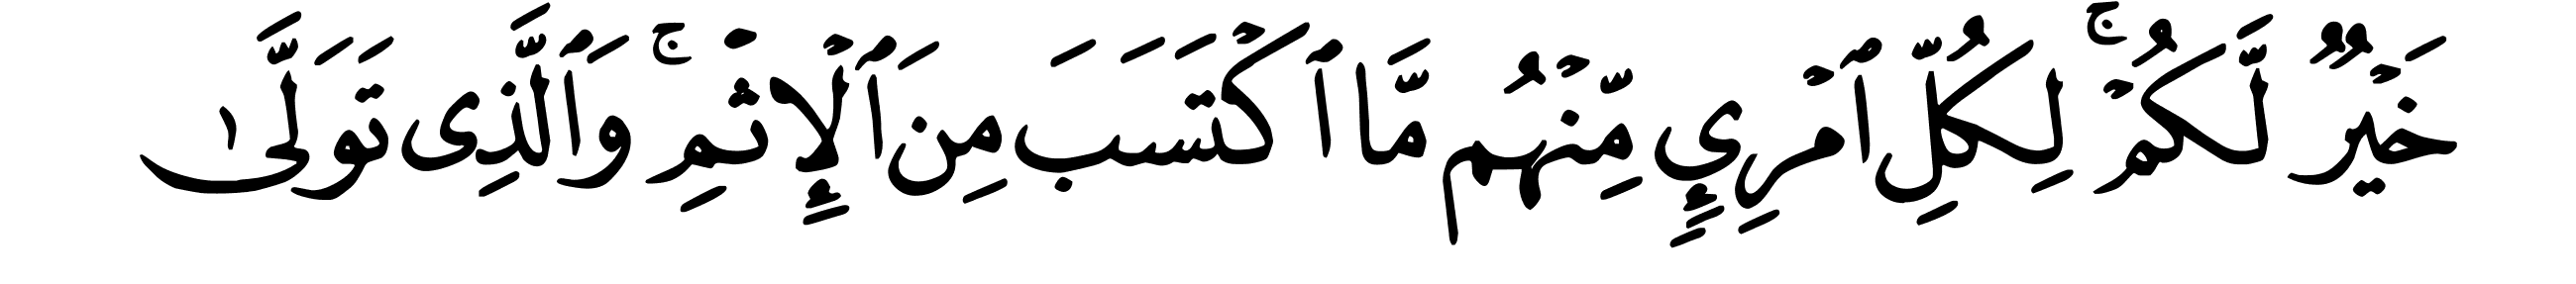 خَيْرٌ لَّكُمْ ۚ لِكُلِّ ٱمْرِئٍ مِّنْهُم مَّا ٱكْتَسَبَ مِنَ ٱلْإِثْمِ ۚ وَٱلَّذِى تَوَلَّىٰ